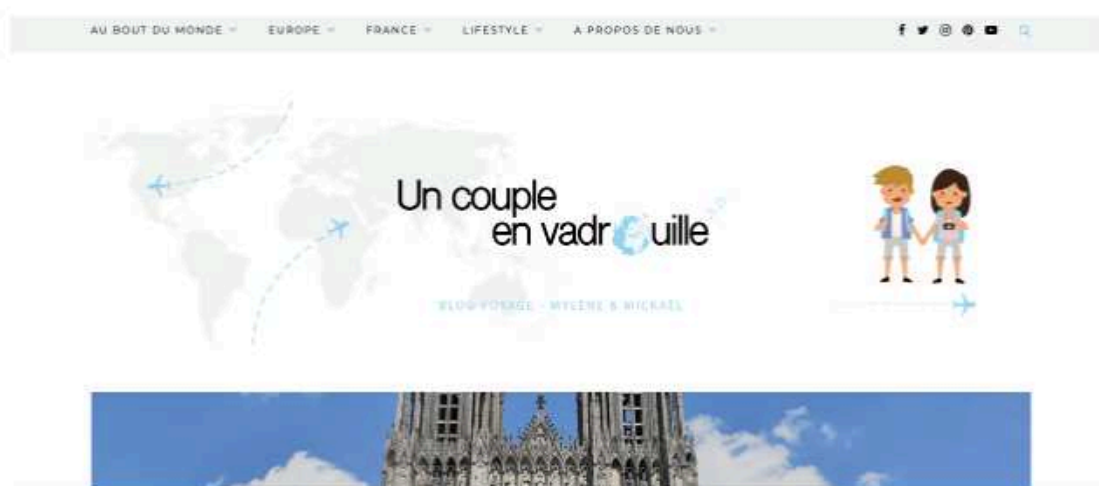 AU BOUT DU MONDE EUROPE FRANCE LIFESTYLE A PROPOS DE NOUS
Un couple
en vadrouille
BLOG VOYAGE - MYLÈNE & MICKAËL